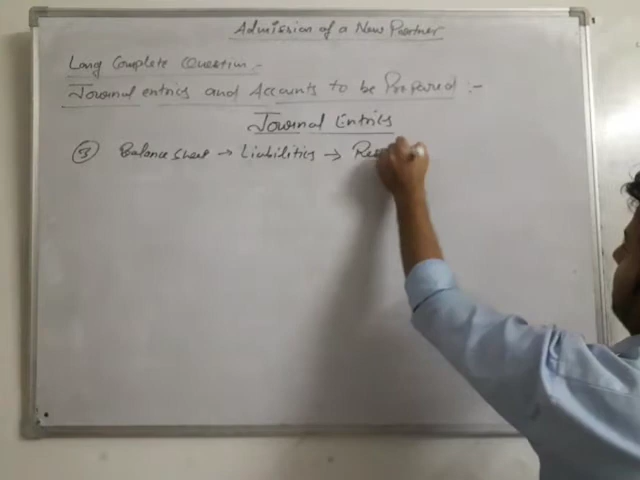 Admission of a New Partner
Long Complete Question :-
Journal entries and Accounts to be Prepared :-
Journal Entries
③ Balance Sheet → Liabilities →